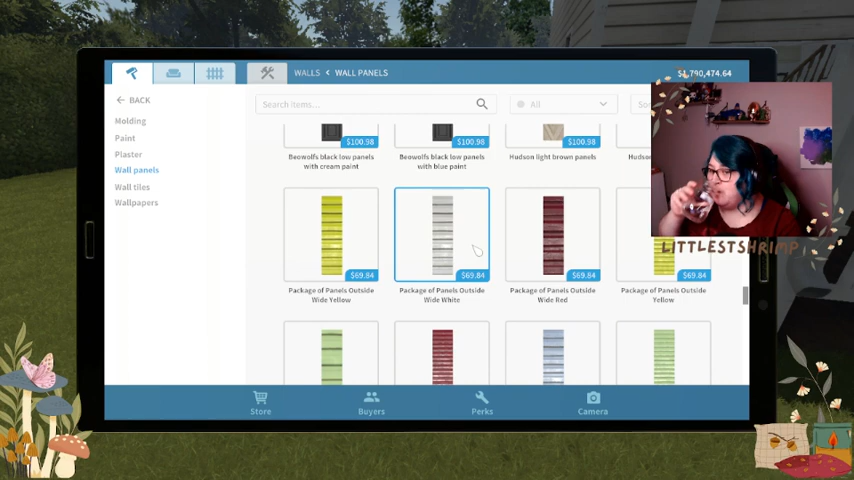 WALLS < WALL PANELS
$1,790,474.64
BACK
Search items...
All
Molding
Paint
Plaster
Wall panels
Wall tiles
Wallpapers
$100.98
$100.98
$100.98
Beowolfs black low panels
with cream paint
Beowolfs black low panels
with blue paint
Hudson light brown panels
$69.84
$69.84
$69.84
$69.84
Package of Panels Outside
Wide Yellow
Package of Panels Outside
Wide White
Package of Panels Outside
Wide Red
Package of Panels Outside
Yellow
LITTLESTSHRIMP
Store
Buyers
Perks
Camera